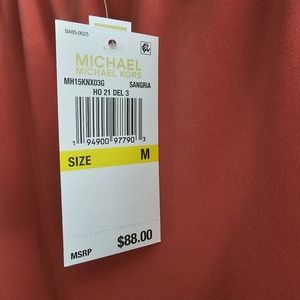 S485-0025
MICHAEL
MICHAEL KORS
MH15KNX03G SANGRIA
HO 21 DEL 3
1 94900 97790 3
SIZE M
MSRP $88.00